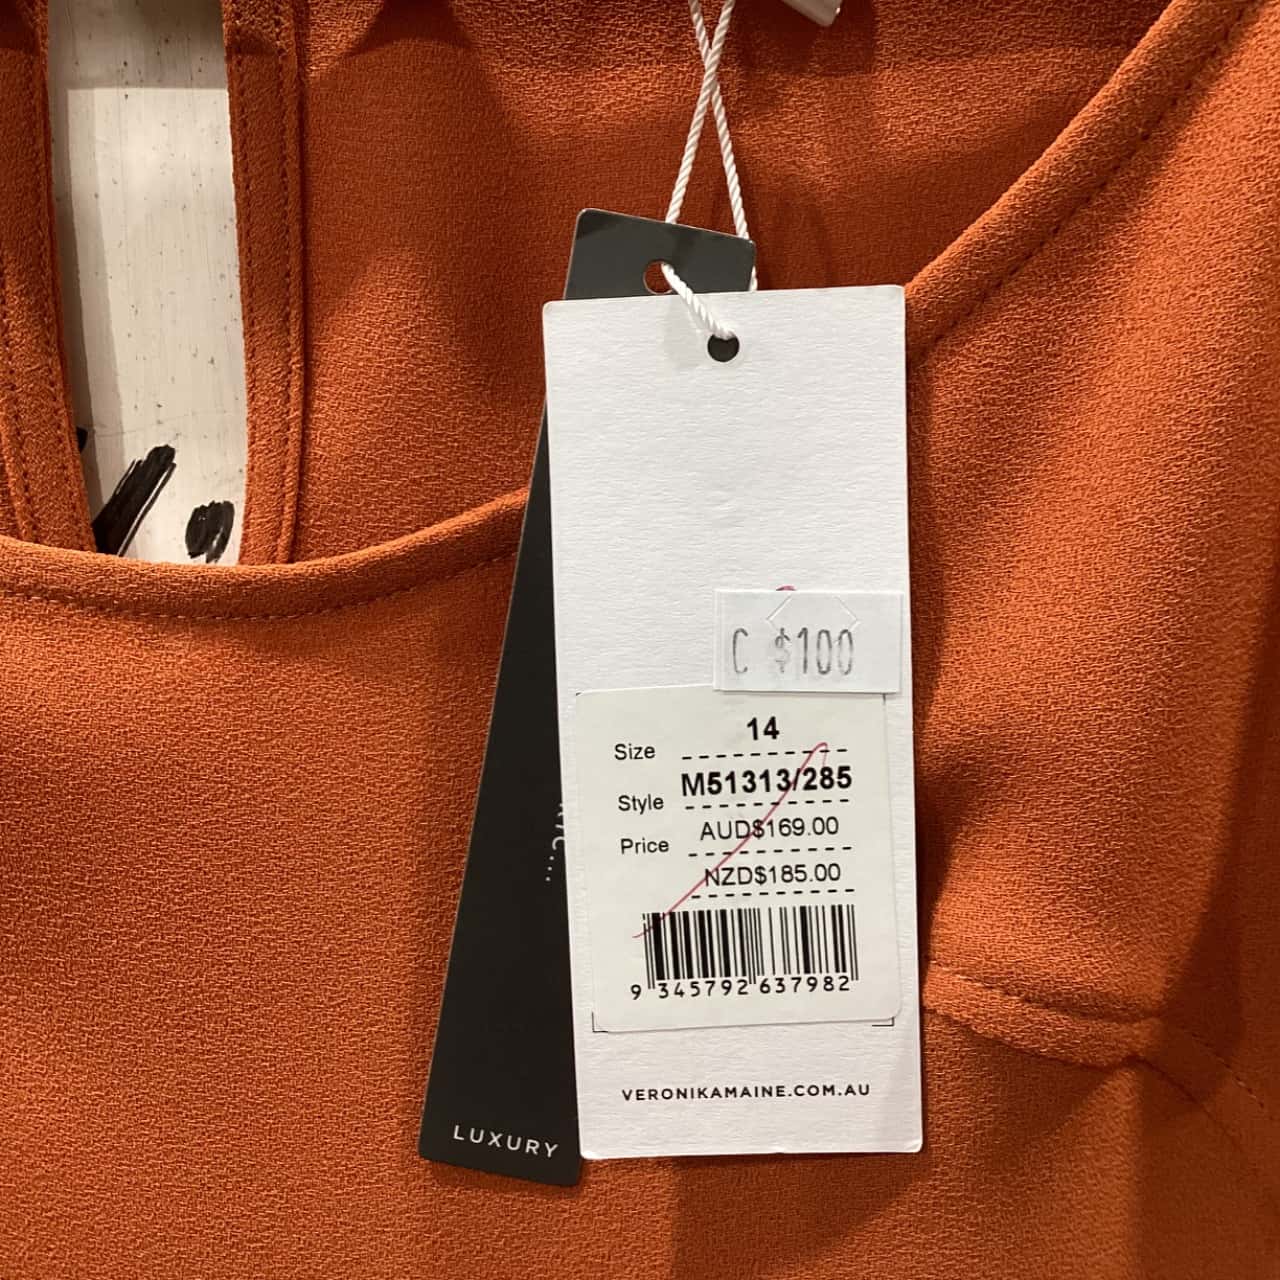 C $100
Size 14
Style M51313/285
Price AUD$169.00
NZD$185.00
9 345792 637982
VERONIKAMAINE.COM.AU
LUXURY